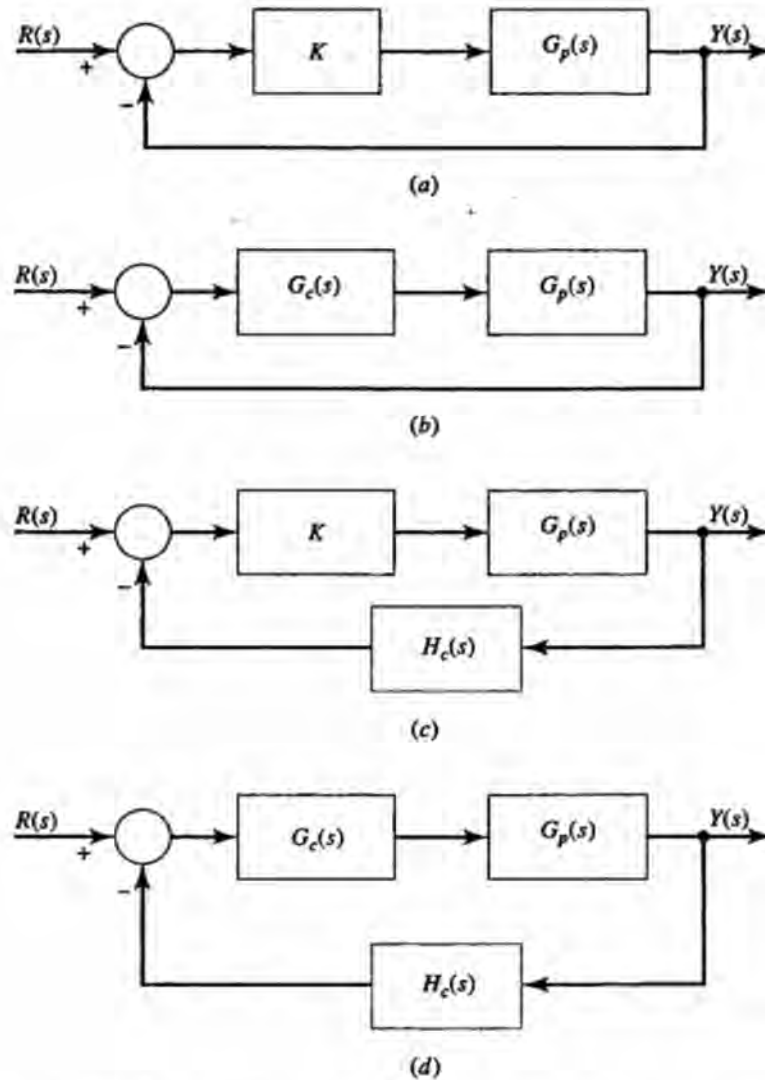 R(s) + − K G_p(s) Y(s)
(a)
R(s) + − G_c(s) G_p(s) Y(s)
(b)
R(s) + − K G_p(s) Y(s)
H_c(s)
(c)
R(s) + − G_c(s) G_p(s) Y(s)
H_c(s)
(d)